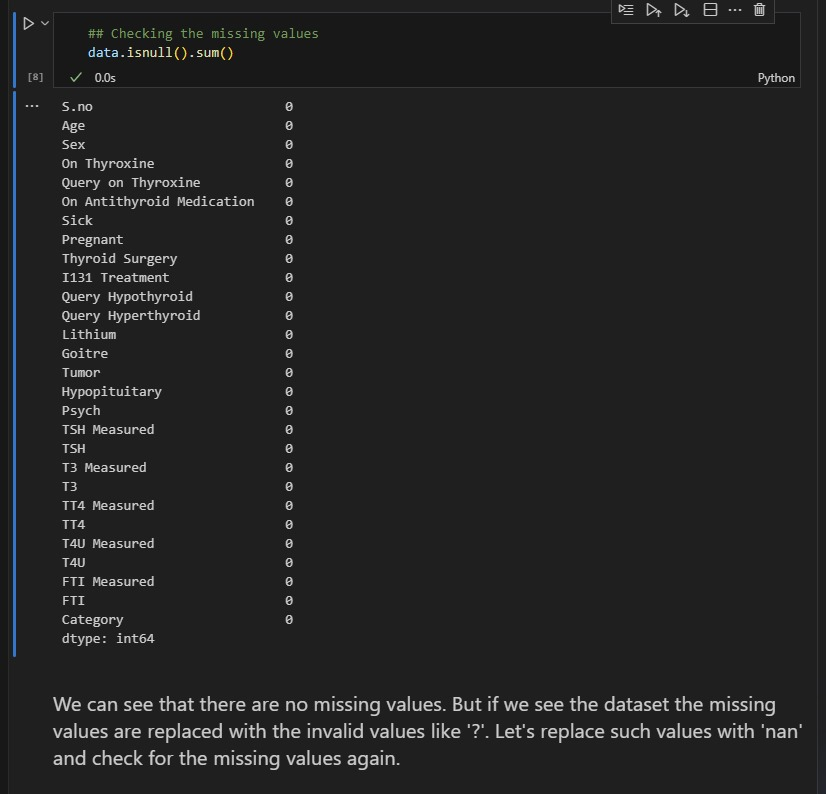 ## Checking the missing values
data.isnull().sum()
[8]
0.0s
Python
S.no 0
Age 0
Sex 0
On Thyroxine 0
Query on Thyroxine 0
On Antithyroid Medication 0
Sick 0
Pregnant 0
Thyroid Surgery 0
I131 Treatment 0
Query Hypothyroid 0
Query Hyperthyroid 0
Lithium 0
Goitre 0
Tumor 0
Hypopituitary 0
Psych 0
TSH Measured 0
TSH 0
T3 Measured 0
T3 0
TT4 Measured 0
TT4 0
T4U Measured 0
T4U 0
FTI Measured 0
FTI 0
Category 0
dtype: int64
We can see that there are no missing values. But if we see the dataset the missing
values are replaced with the invalid values like '?'. Let's replace such values with 'nan'
and check for the missing values again.